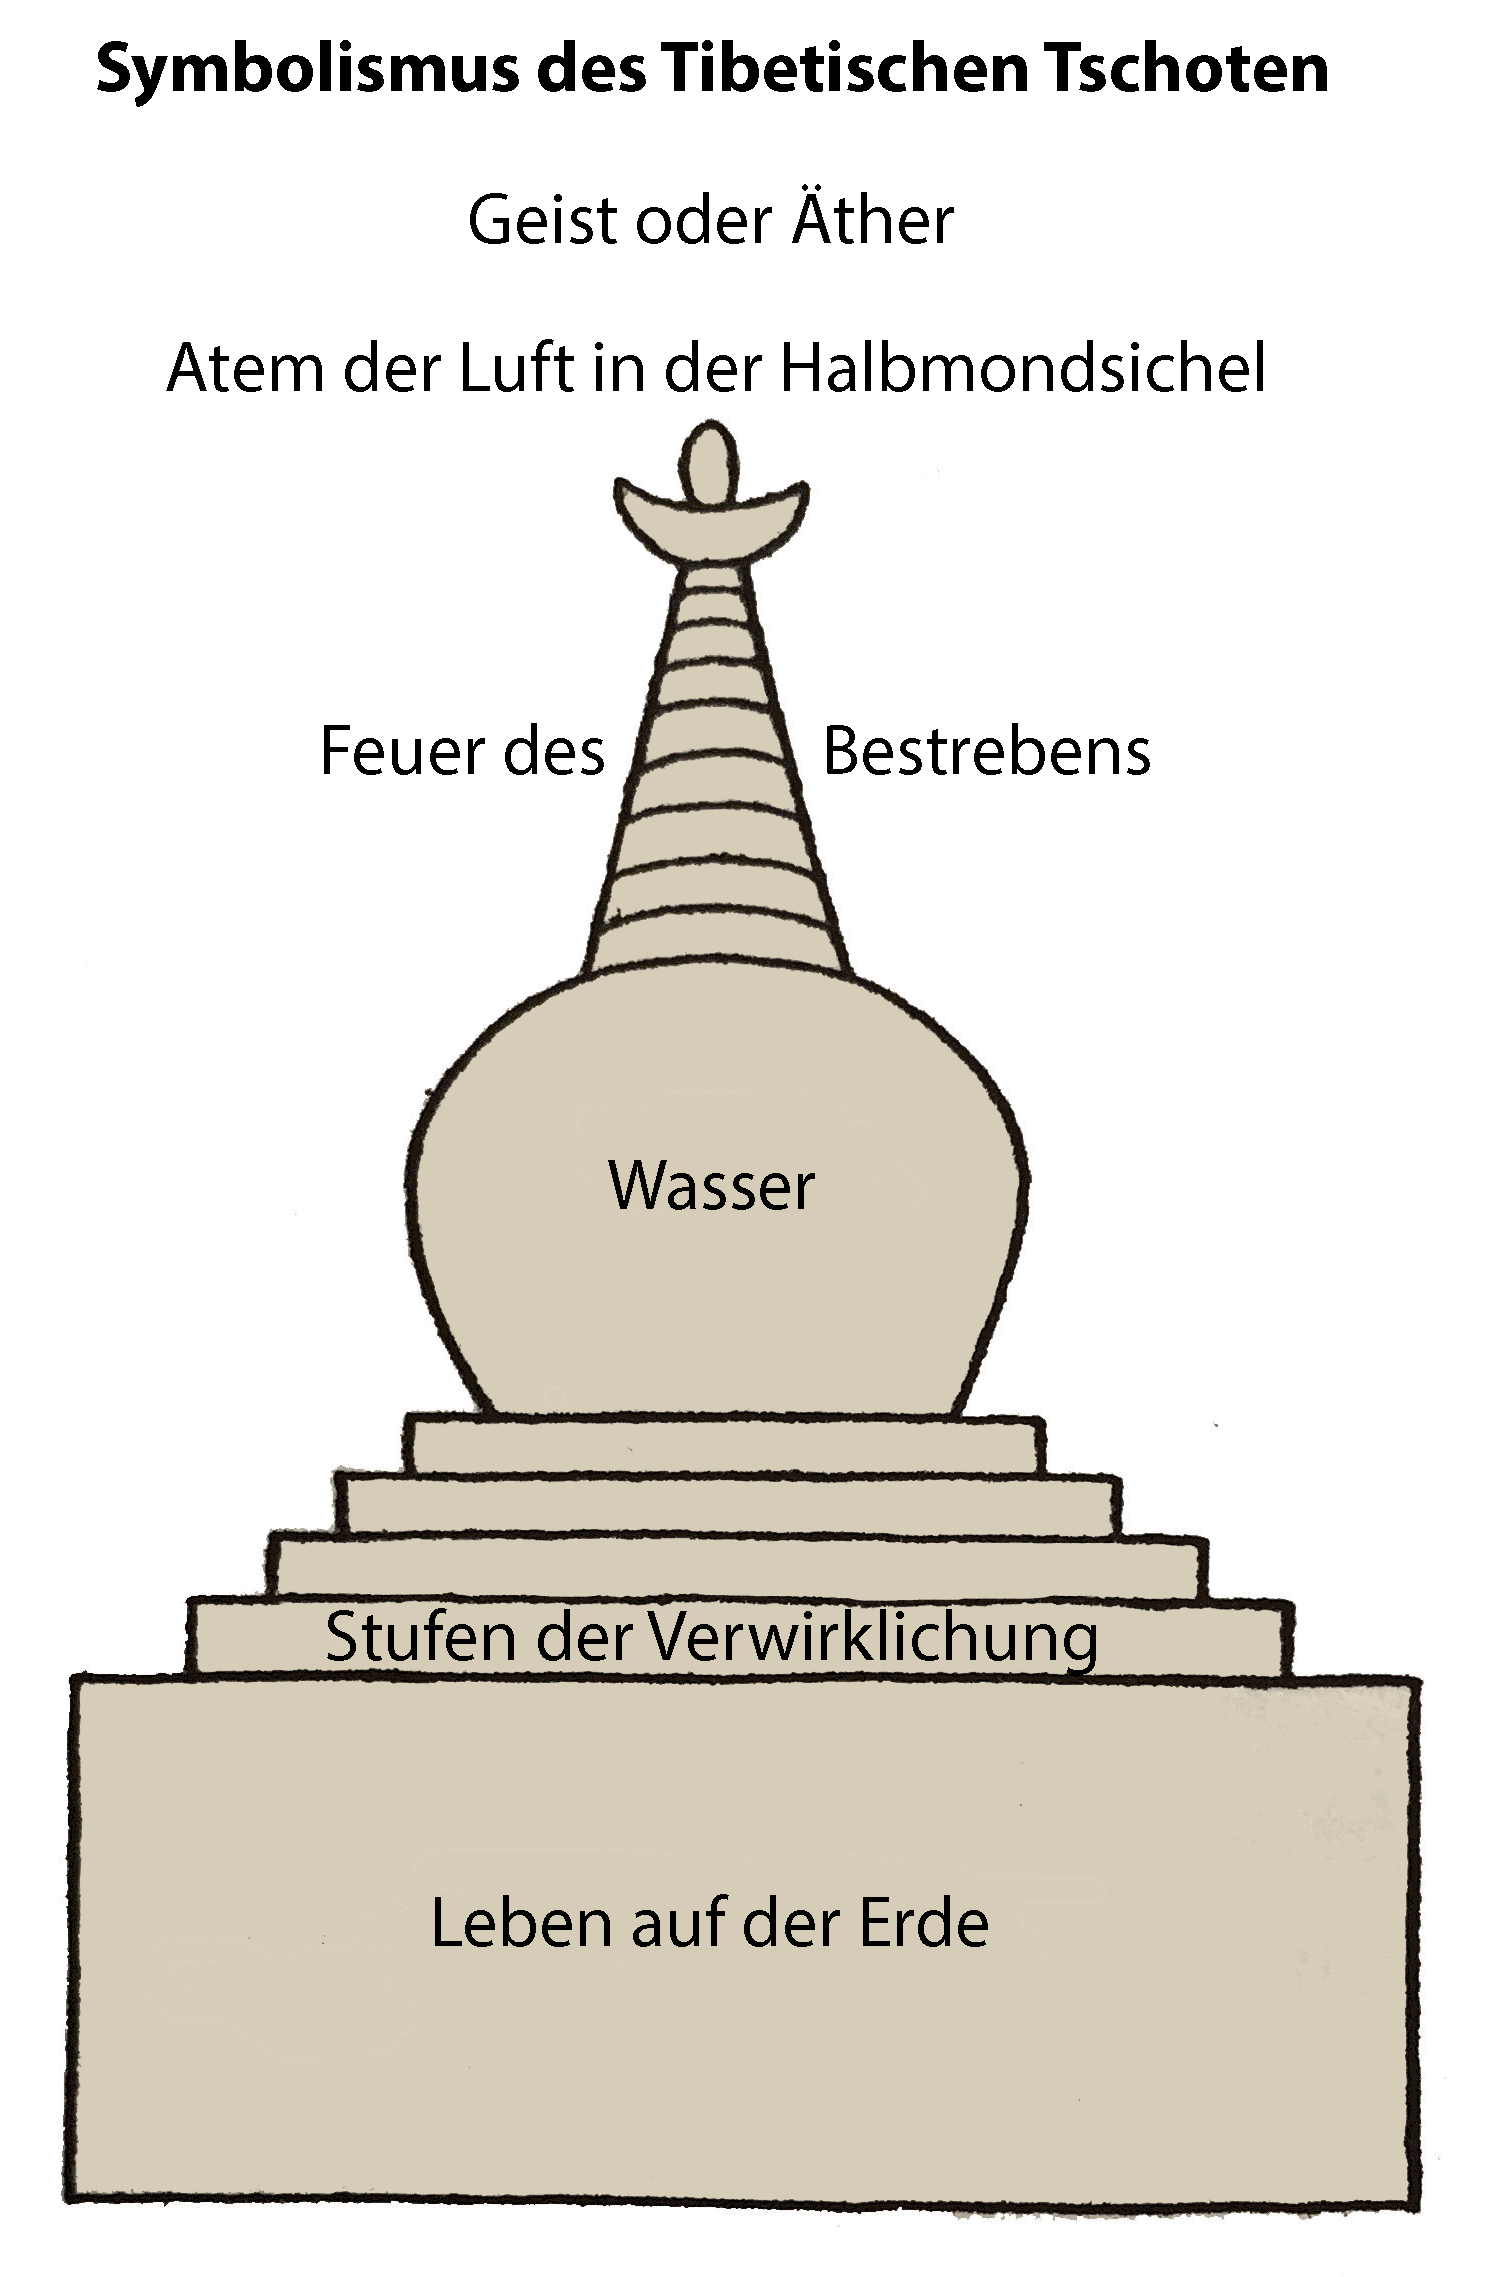 Symbolismus des Tibetischen Tschoten
Geist oder Äther
Atem der Luft in der Halbmondsichel
Feuer des Bestrebens
Wasser
Stufen der Verwirklichung
Leben auf der Erde